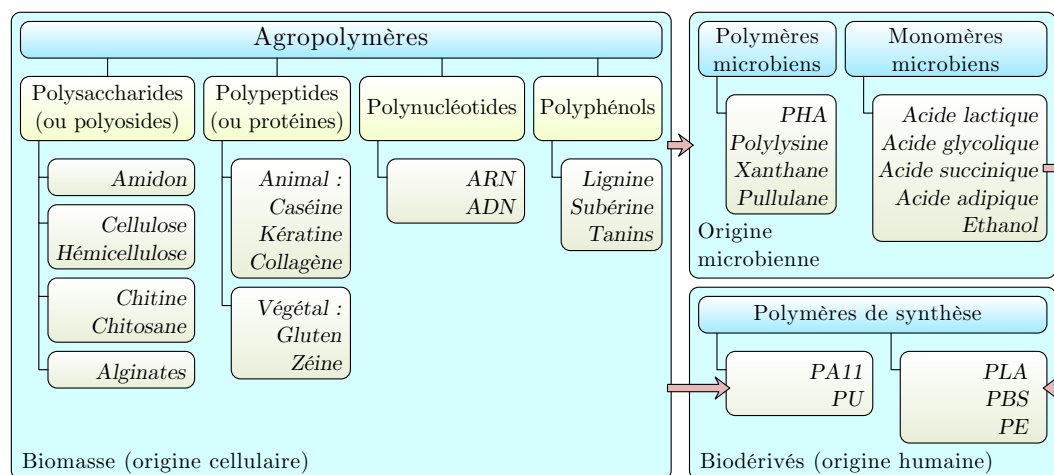 Agropolymères
Polysaccharides
(ou polyosides)
Amidon
Cellulose
Hémicellulose
Chitine
Chitosane
Alginates
Polypeptides
(ou protéines)
Animal :
Caséine
Kératine
Collagène
Végétal :
Gluten
Zéine
Polynucléotides
ARN
ADN
Polyphénols
Lignine
Subérine
Tanins
Biomasse (origine cellulaire)
Polymères
microbiens
PHA
Polylysine
Xanthane
Pullulane
Monomères
microbiens
Acide lactique
Acide glycolique
Acide succinique
Acide adipique
Ethanol
Origine
microbienne
Polymères de synthèse
PA11
PU
PLA
PBS
PE
Biodérivés (origine humaine)